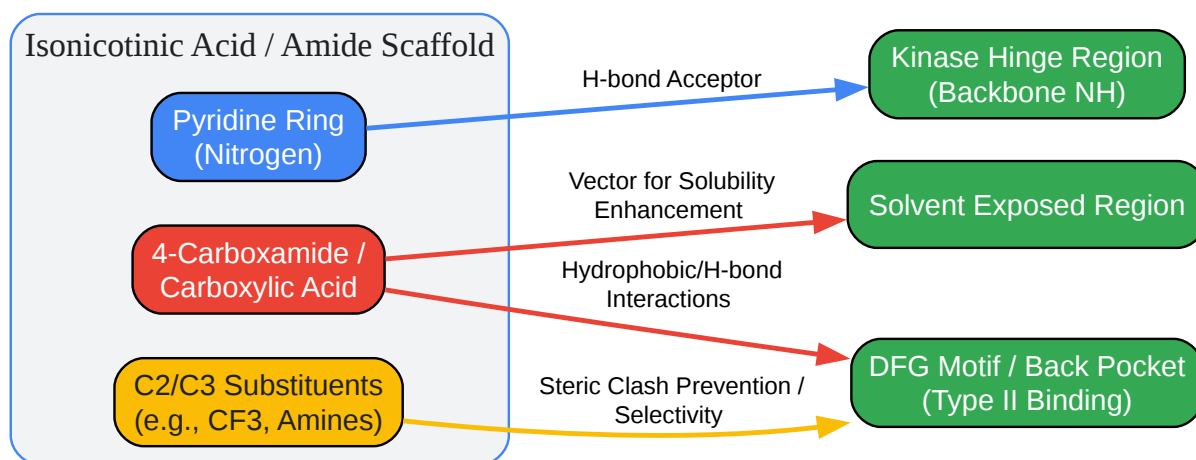 Isonicotinic Acid / Amide Scaffold
Pyridine Ring
(Nitrogen)
H-bond Acceptor
Kinase Hinge Region
(Backbone NH)
4-Carboxamide /
Carboxylic Acid
Vector for Solubility
Enhancement
Solvent Exposed Region
Hydrophobic/H-bond
Interactions
C2/C3 Substituents
(e.g., CF3, Amines)
Steric Clash Prevention /
Selectivity
DFG Motif / Back Pocket
(Type II Binding)